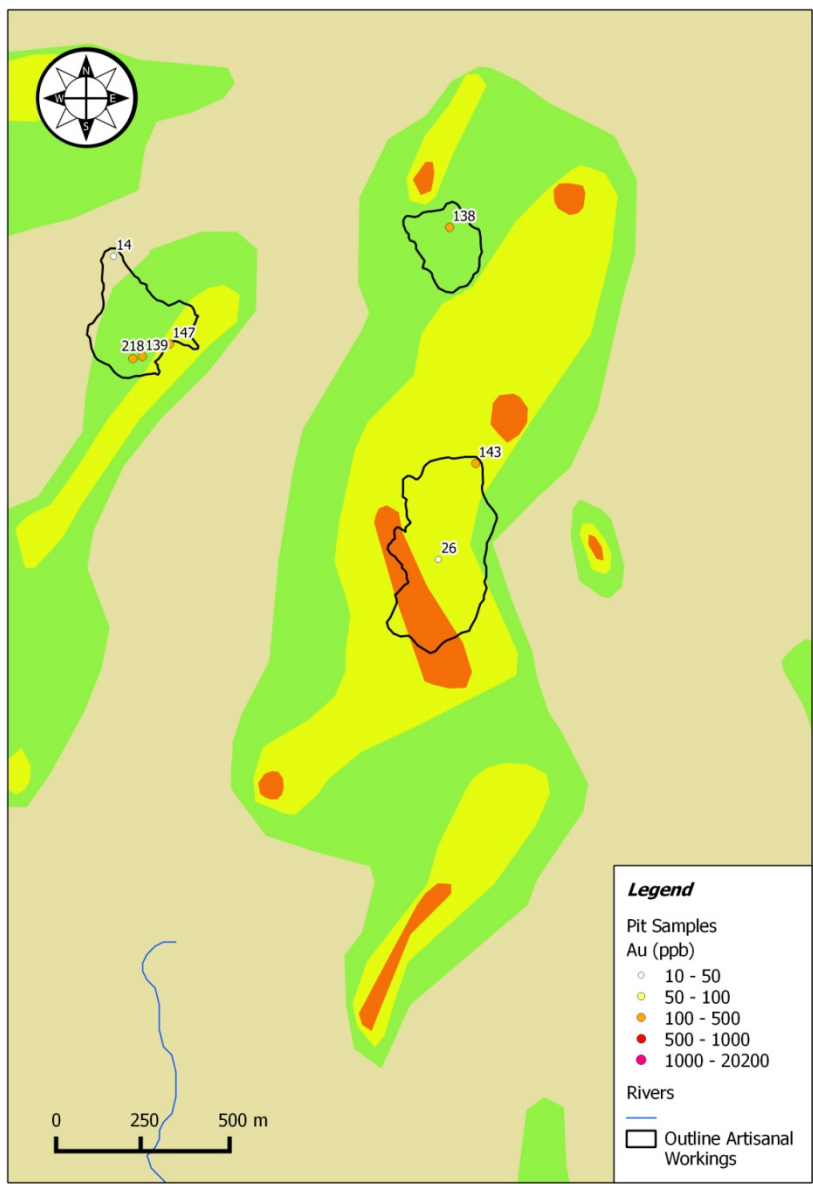 N
W E
S
138
14
147
218 139
143
26
Legend
Pit Samples
Au (ppb)
10 - 50
50 - 100
100 - 500
500 - 1000
1000 - 20200
Rivers
Outline Artisanal
Workings
0 250 500 m